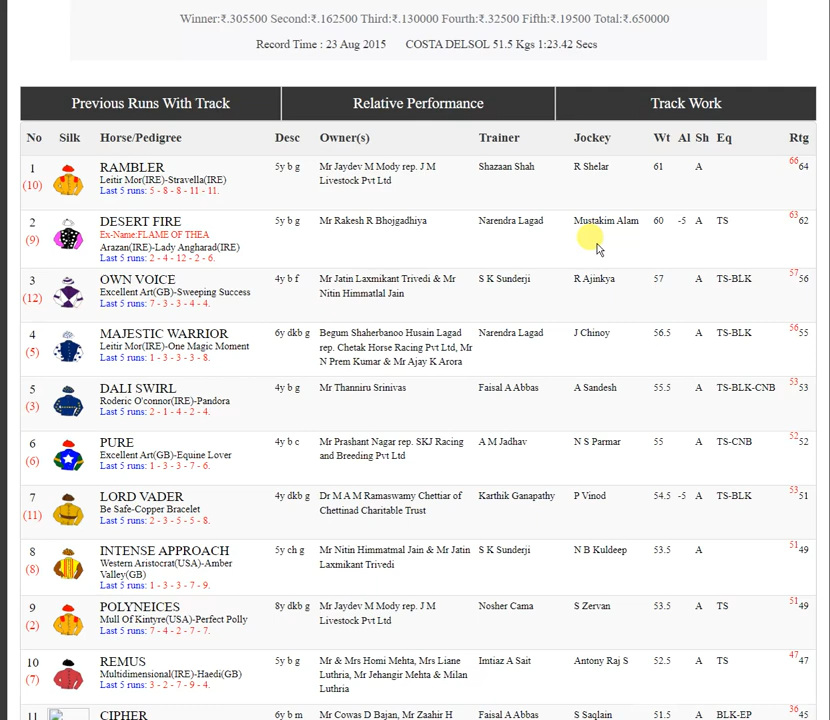 Winner:₹.305500 Second:₹.162500 Third:₹.130000 Fourth:₹.32500 Fifth:₹.19500 Total:₹.650000
Record Time : 23 Aug 2015 COSTA DELSOL 51.5 Kgs 1:23.42 Secs
Previous Runs With Track Relative Performance Track Work
No Silk Horse/Pedigree Desc Owner(s) Trainer Jockey Wt Al Sh Eq Rtg
1 RAMBLER 5y b g Mr Jaydev M Mody rep. J M Shazaan Shah R Shelar 61 A 66 64
(10) Leitir Mor(IRE)-Stravella(IRE) Livestock Pvt Ltd
Last 5 runs: 5 - 8 - 8 - 11 - 11.
2 DESERT FIRE 5y b g Mr Rakesh R Bhojgadhiya Narendra Lagad Mustakim Alam 60 -5 A TS 63 62
(9) Ex-Name:FLAME OF THEA
Arazan(IRE)-Lady Angharad(IRE)
Last 5 runs: 2 - 4 - 12 - 2 - 6.
3 OWN VOICE 4y b f Mr Jatin Laxmikant Trivedi & Mr S K Sunderji R Ajinkya 57 A TS-BLK 57 56
(12) Excellent Art(GB)-Sweeping Success Nitin Himmatlal Jain
Last 5 runs: 7 - 3 - 3 - 4 - 4.
4 MAJESTIC WARRIOR 6y dkb g Begum Shaherbanoo Husain Lagad Narendra Lagad J Chinoy 56.5 A TS-BLK 56 55
(5) Leitir Mor(IRE)-One Magic Moment rep. Chetak Horse Racing Pvt Ltd, Mr
Last 5 runs: 1 - 3 - 3 - 3 - 8. N Prem Kumar & Mr Ajay K Arora
5 DALI SWIRL 4y b g Mr Thanniru Srinivas Faisal A Abbas A Sandesh 55.5 A TS-BLK-CNB 53 53
(3) Roderic O'connor(IRE)-Pandora
Last 5 runs: 2 - 1 - 4 - 2 - 4.
6 PURE 4y b c Mr Prashant Nagar rep. SKJ Racing A M Jadhav N S Parmar 55 A TS-CNB 52 52
(6) Excellent Art(GB)-Equine Lover and Breeding Pvt Ltd
Last 5 runs: 1 - 3 - 3 - 7 - 6.
7 LORD VADER 4y dkb g Dr M A M Ramaswamy Chettiar of Karthik Ganapathy P Vinod 54.5 -5 A TS-BLK 53 51
(11) Be Safe-Copper Bracelet Chettinad Charitable Trust
Last 5 runs: 2 - 3 - 5 - 5 - 8.
8 INTENSE APPROACH 5y ch g Mr Nitin Himmatmal Jain & Mr Jatin S K Sunderji N B Kuldeep 53.5 A 51 49
(8) Western Aristocrat(USA)-Amber Laxmikant Trivedi
Valley(GB)
Last 5 runs: 1 - 3 - 3 - 7 - 9.
9 POLYNEICES 8y dkb g Mr Jaydev M Mody rep. J M Nosher Cama S Zervan 53.5 A TS 51 49
(2) Mull Of Kintyre(USA)-Perfect Polly Livestock Pvt Ltd
Last 5 runs: 7 - 4 - 2 - 7 - 7.
10 REMUS 5y b g Mr & Mrs Homi Mehta, Mrs Liane Imtiaz A Sait Antony Raj S 52.5 A TS 47 47
(7) Multidimensional(IRE)-Haedi(GB) Luthria, Mr Jehangir Mehta & Milan
Last 5 runs: 3 - 2 - 7 - 9 - 4. Luthria
11 CIPHER 6y b m Mr Cowas D Bajan, Mr Zaahir H Faisal A Abbas S Saqlain 51.5 A BLK-EP 36 45